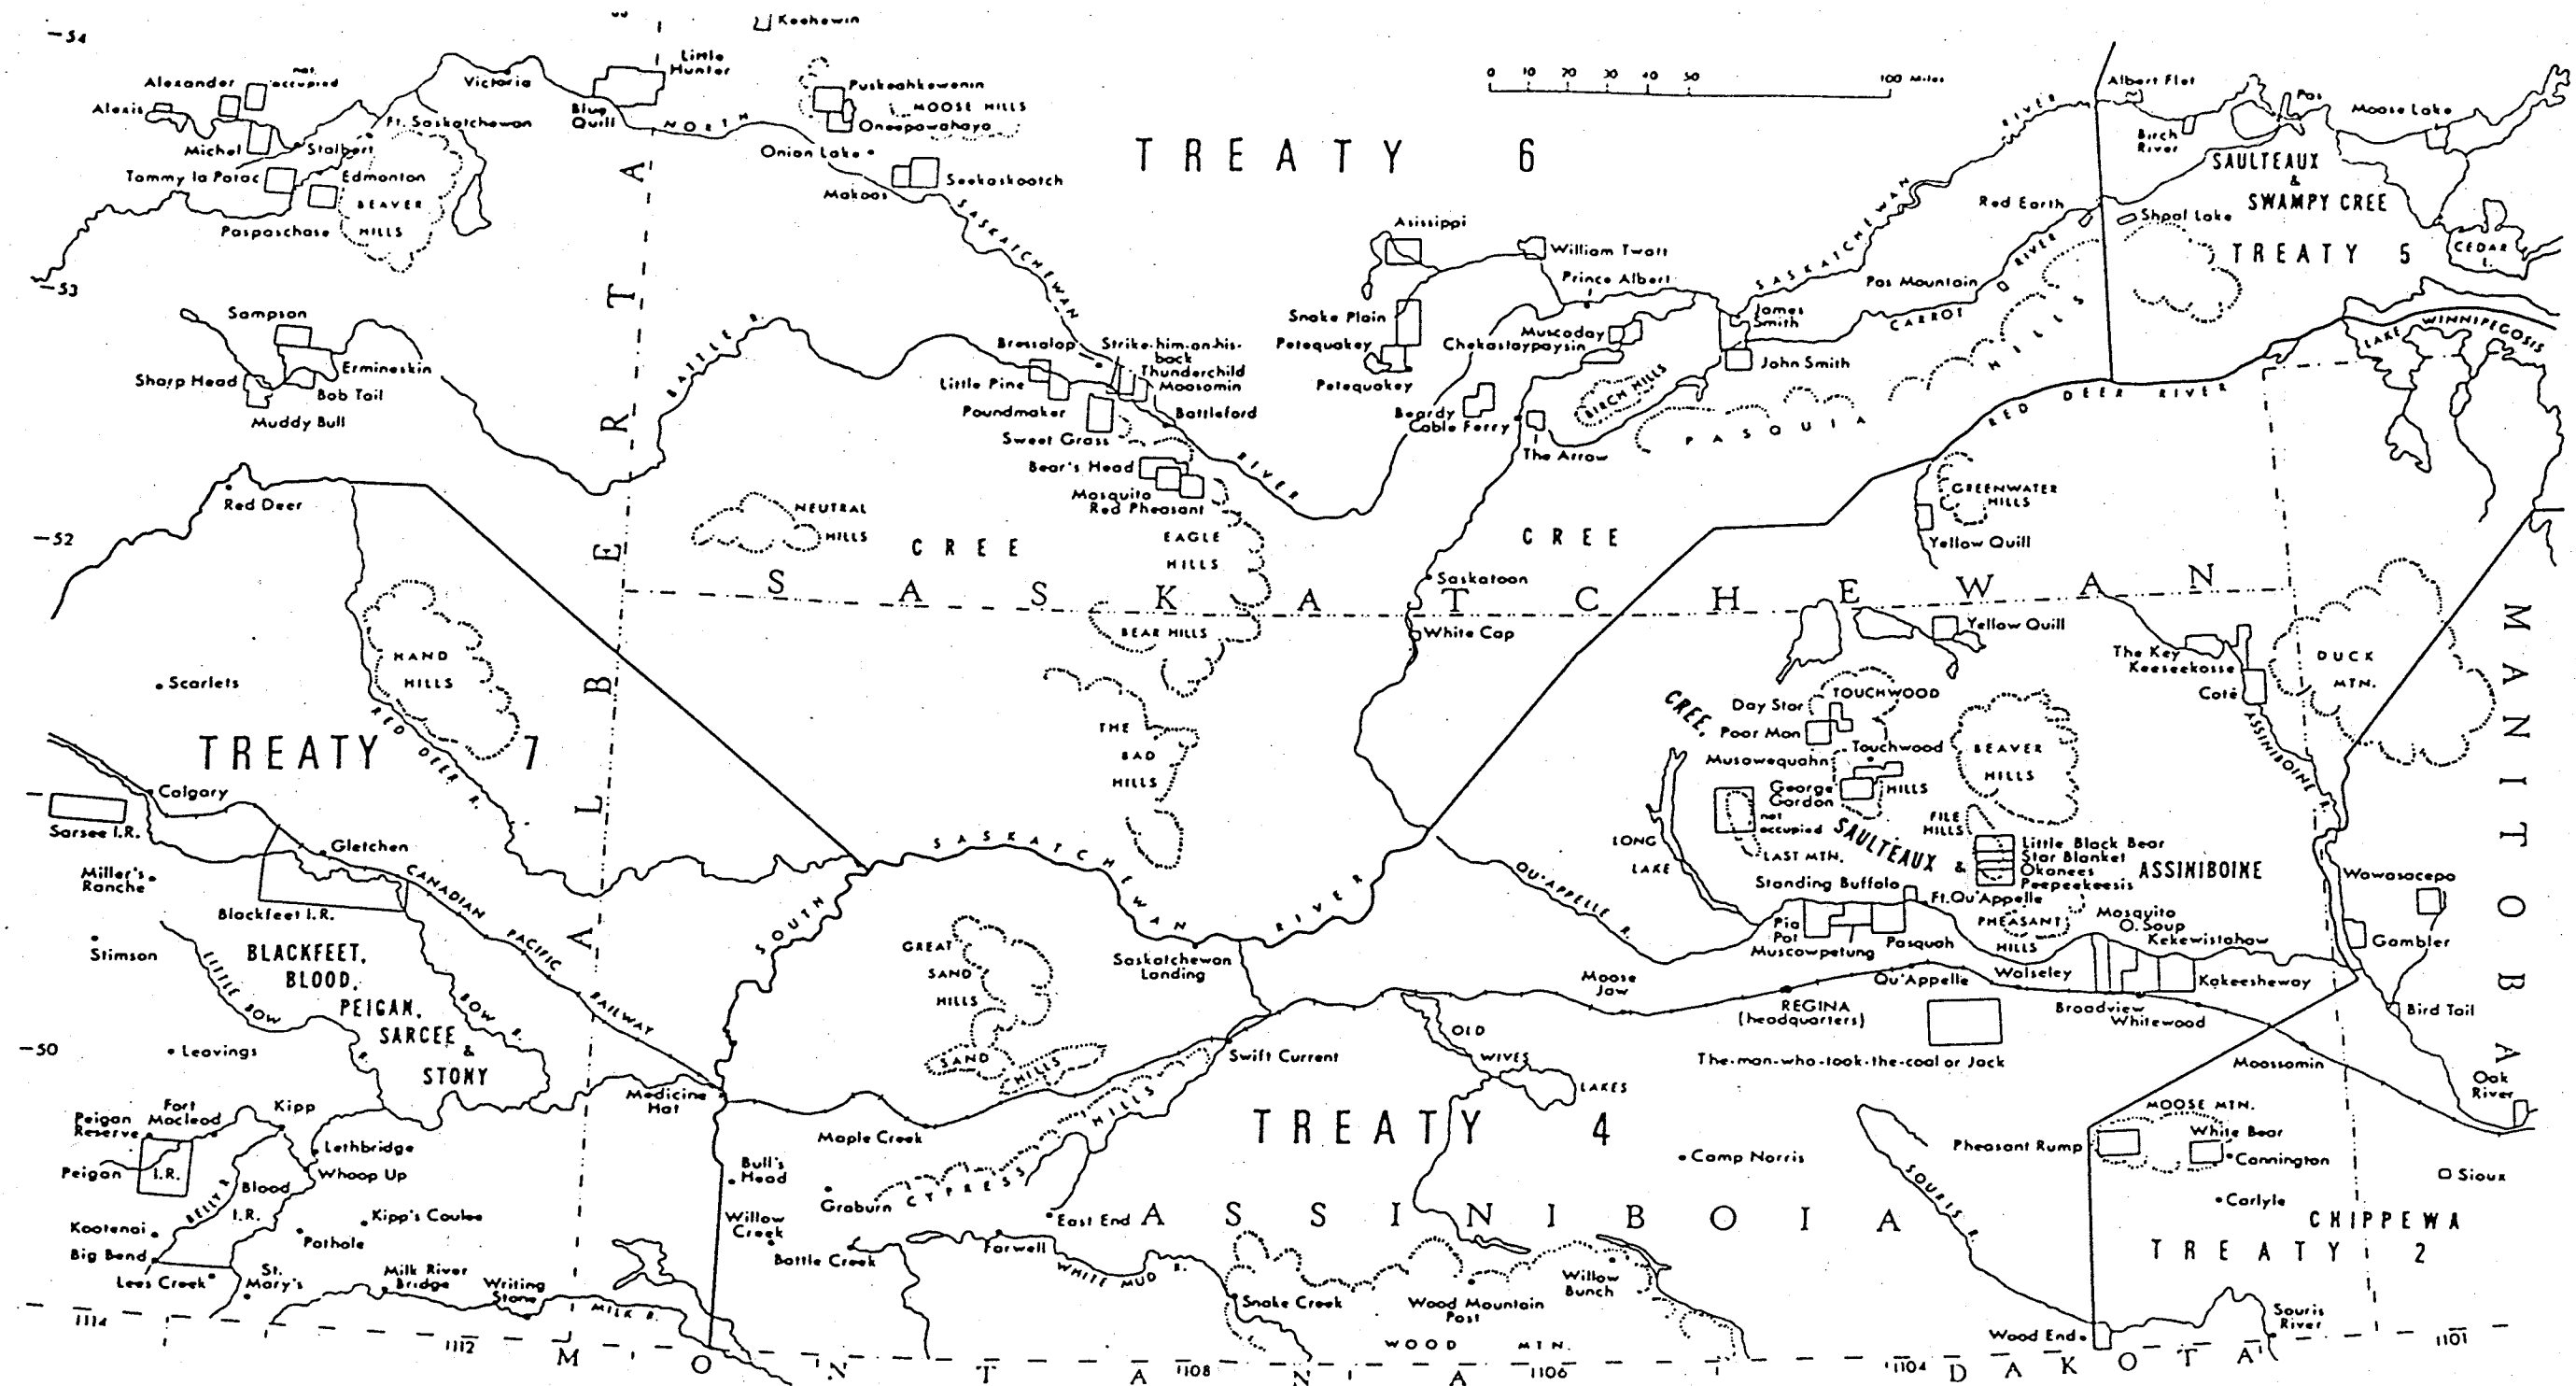 Keehewin
54
Alexander
not occupied
Alexis
Victoria
Little Hunter
Blue Quill
Puskeahkewenin
MOOSE HILLS
Oneepowahayo
Ft. Saskatchewan
Michel
Stalbert
NORTH
Onion Lake
Makoos
Seekaskootch
TREATY 6
0 10 20 30 40 50 100 Miles
Albert Flet
Birch River
Pas
Moose Lake
SAULTEAUX
&
SWAMPY CREE
TREATY 5
CEDAR L.
Red Earth
Shoal Lake
Tommy la Potac
Edmonton
BEAVER HILLS
Paspaschase
SASKATCHEWAN
RIVER
Asissippi
William Twatt
Prince Albert
SASKATCHEWAN
RIVER
Pas Mountain
CARROT
RIVER
53
Sampson
Ermineskin
Sharp Head
Bob Tail
Muddy Bull
BATTLE R.
Bressalop
Strike-him-on-his-back
Thunderchild
Moosomin
Little Pine
Poundmaker
Battleford
Sweet Grass
Bear's Head
Mosquito
Red Pheasant
Snake Plain
Petequakey
Petequakey
Muscoday
Chekastaypaysin
James Smith
John Smith
BIRCH HILLS
Beardy
Cable Ferry
The Arrow
PASQUIA HILLS
RED DEER RIVER
LAKE WINNIPEGOSIS
Red Deer
52
NEUTRAL HILLS
CREE
EAGLE HILLS
CREE
GREENWATER HILLS
Yellow Quill
Saskatoon
SASKATCHEWAN
ALBERTA
MANITOBA
White Cap
BEAR HILLS
Yellow Quill
The Key
Keeseekosse
Coté
DUCK MTN.
ASSINIBOINE R.
Scarlets
HAND HILLS
RED DEER R.
TREATY 7
THE BAD HILLS
CREE,
TOUCHWOOD
Day Star
Poor Man
Touchwood
Musowequahn
HILLS
George Gordon
not occupied
LAST MTN.
BEAVER HILLS
FILE HILLS
SAULTEAUX & ASSINIBOINE
Little Black Bear
Star Blanket
Okanees
Peepeekeesis
LONG LAKE
Calgary
Sarsee I.R.
Gletchen
Miller's Ranche
Blackfeet I.R.
CANADIAN PACIFIC RAILWAY
SOUTH
SASKATCHEWAN
RIVER
QU'APPELLE R.
Standing Buffalo
Ft. Qu'Appelle
PHEASANT HILLS
Pia Pot
Muscowpetung
Pasquah
Mosquito
O. Soup
Kekewistahaw
Wowasacepo
Gambler
Stimson
LITTLE BOW R.
BLACKFEET,
BLOOD,
PEIGAN,
SARCEE
&
STONY
BOW R.
GREAT SAND HILLS
Saskatchewan Landing
Moose Jaw
Qu'Appelle
Wolseley
Kakeesheway
REGINA
(headquarters)
Broadview
Whitewood
Bird Tail
The-man-who-took-the-coat or Jack
50
Leavings
SAND HILLS
Swift Current
OLD WIVES LAKES
Moossomin
Oak River
Medicine Hat
Maple Creek
TREATY 4
MOOSE MTN.
White Bear
Pheasant Rump
Cannington
Peigan Reserve
Fort Macleod
Kipp
Lethbridge
Whoop Up
Peigan
I.R.
Blood
I.R.
BELLY R.
Kootenai
Kipp's Coulee
Pothole
Big Bend
Lees Creek
St. Mary's
Milk River Bridge
Writing Stone
MILK R.
Bull's Head
Graburn
CYPRESS HILLS
Willow Creek
Battle Creek
East End
Farwell
WHITE MUD R.
Camp Norris
SOURIS R.
Carlyle
Sioux
ASSINIBOIA
CHIPPEWA
TREATY 2
Snake Creek
Wood Mountain Post
Willow Bunch
WOOD MTN.
Wood End
Souris River
1114
1112
1108
1106
1104
1101
MONTANA
DAKOTA